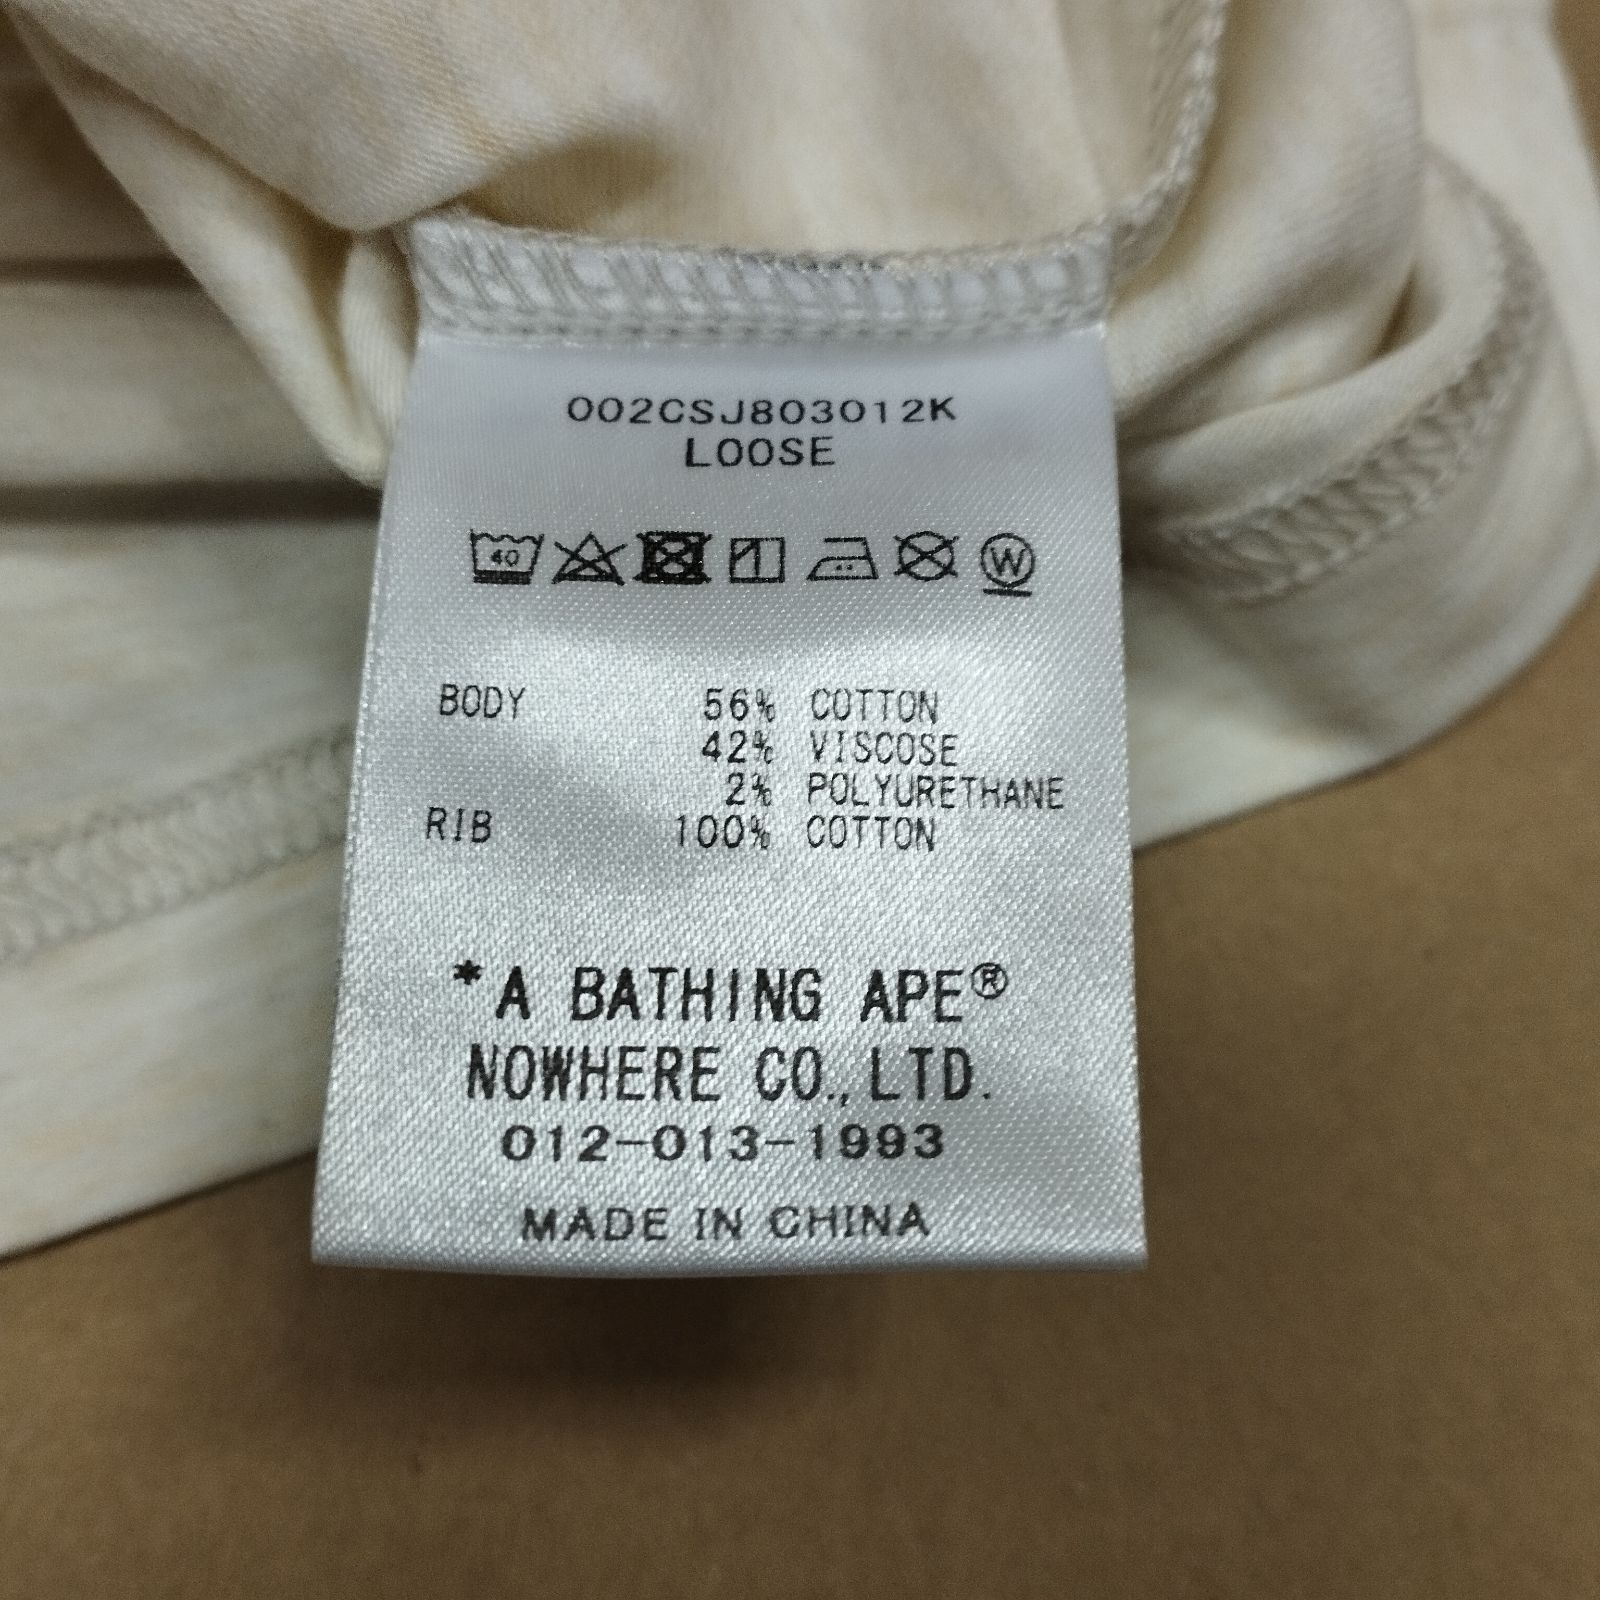 002CSJ803012K
LOOSE
40 W
BODY 56% COTTON
42% VISCOSE
2% POLYURETHANE
RIB 100% COTTON
*A BATHING APE®
NOWHERE CO.,LTD.
012-013-1993
MADE IN CHINA